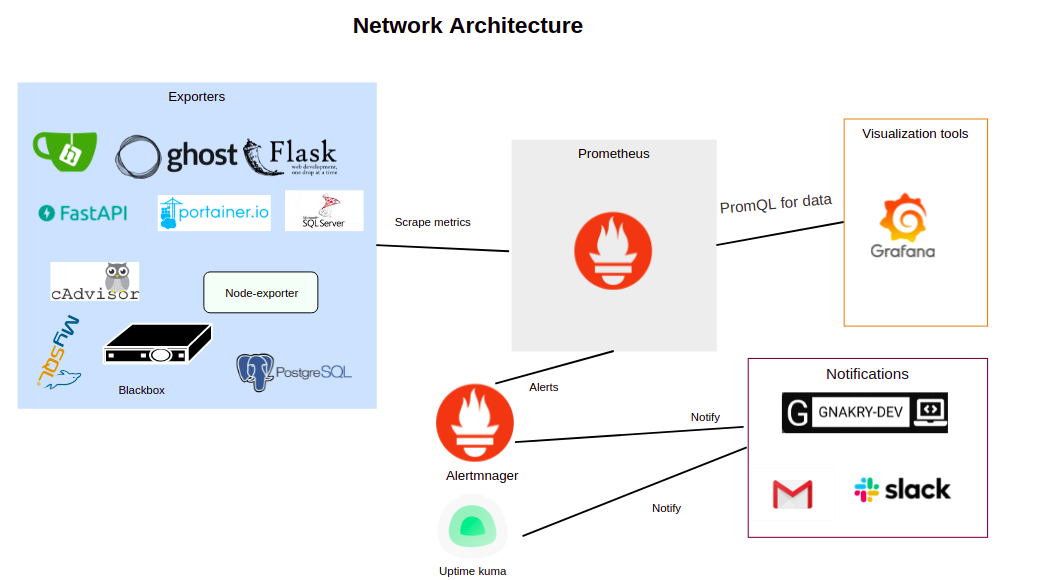 Network Architecture
Exporters
ghost
Flask
web development,
one drop at a time
FastAPI
portainer.io
Microsoft
SQL Server
cAdvisor
Node-exporter
MySQL
Blackbox
PostgreSQL
Scrape metrics
Prometheus
PromQL for data
Visualization tools
Grafana
Alerts
Alertmnager
Notify
Notifications
G
GNAKRY-DEV
slack
Notify
Uptime kuma